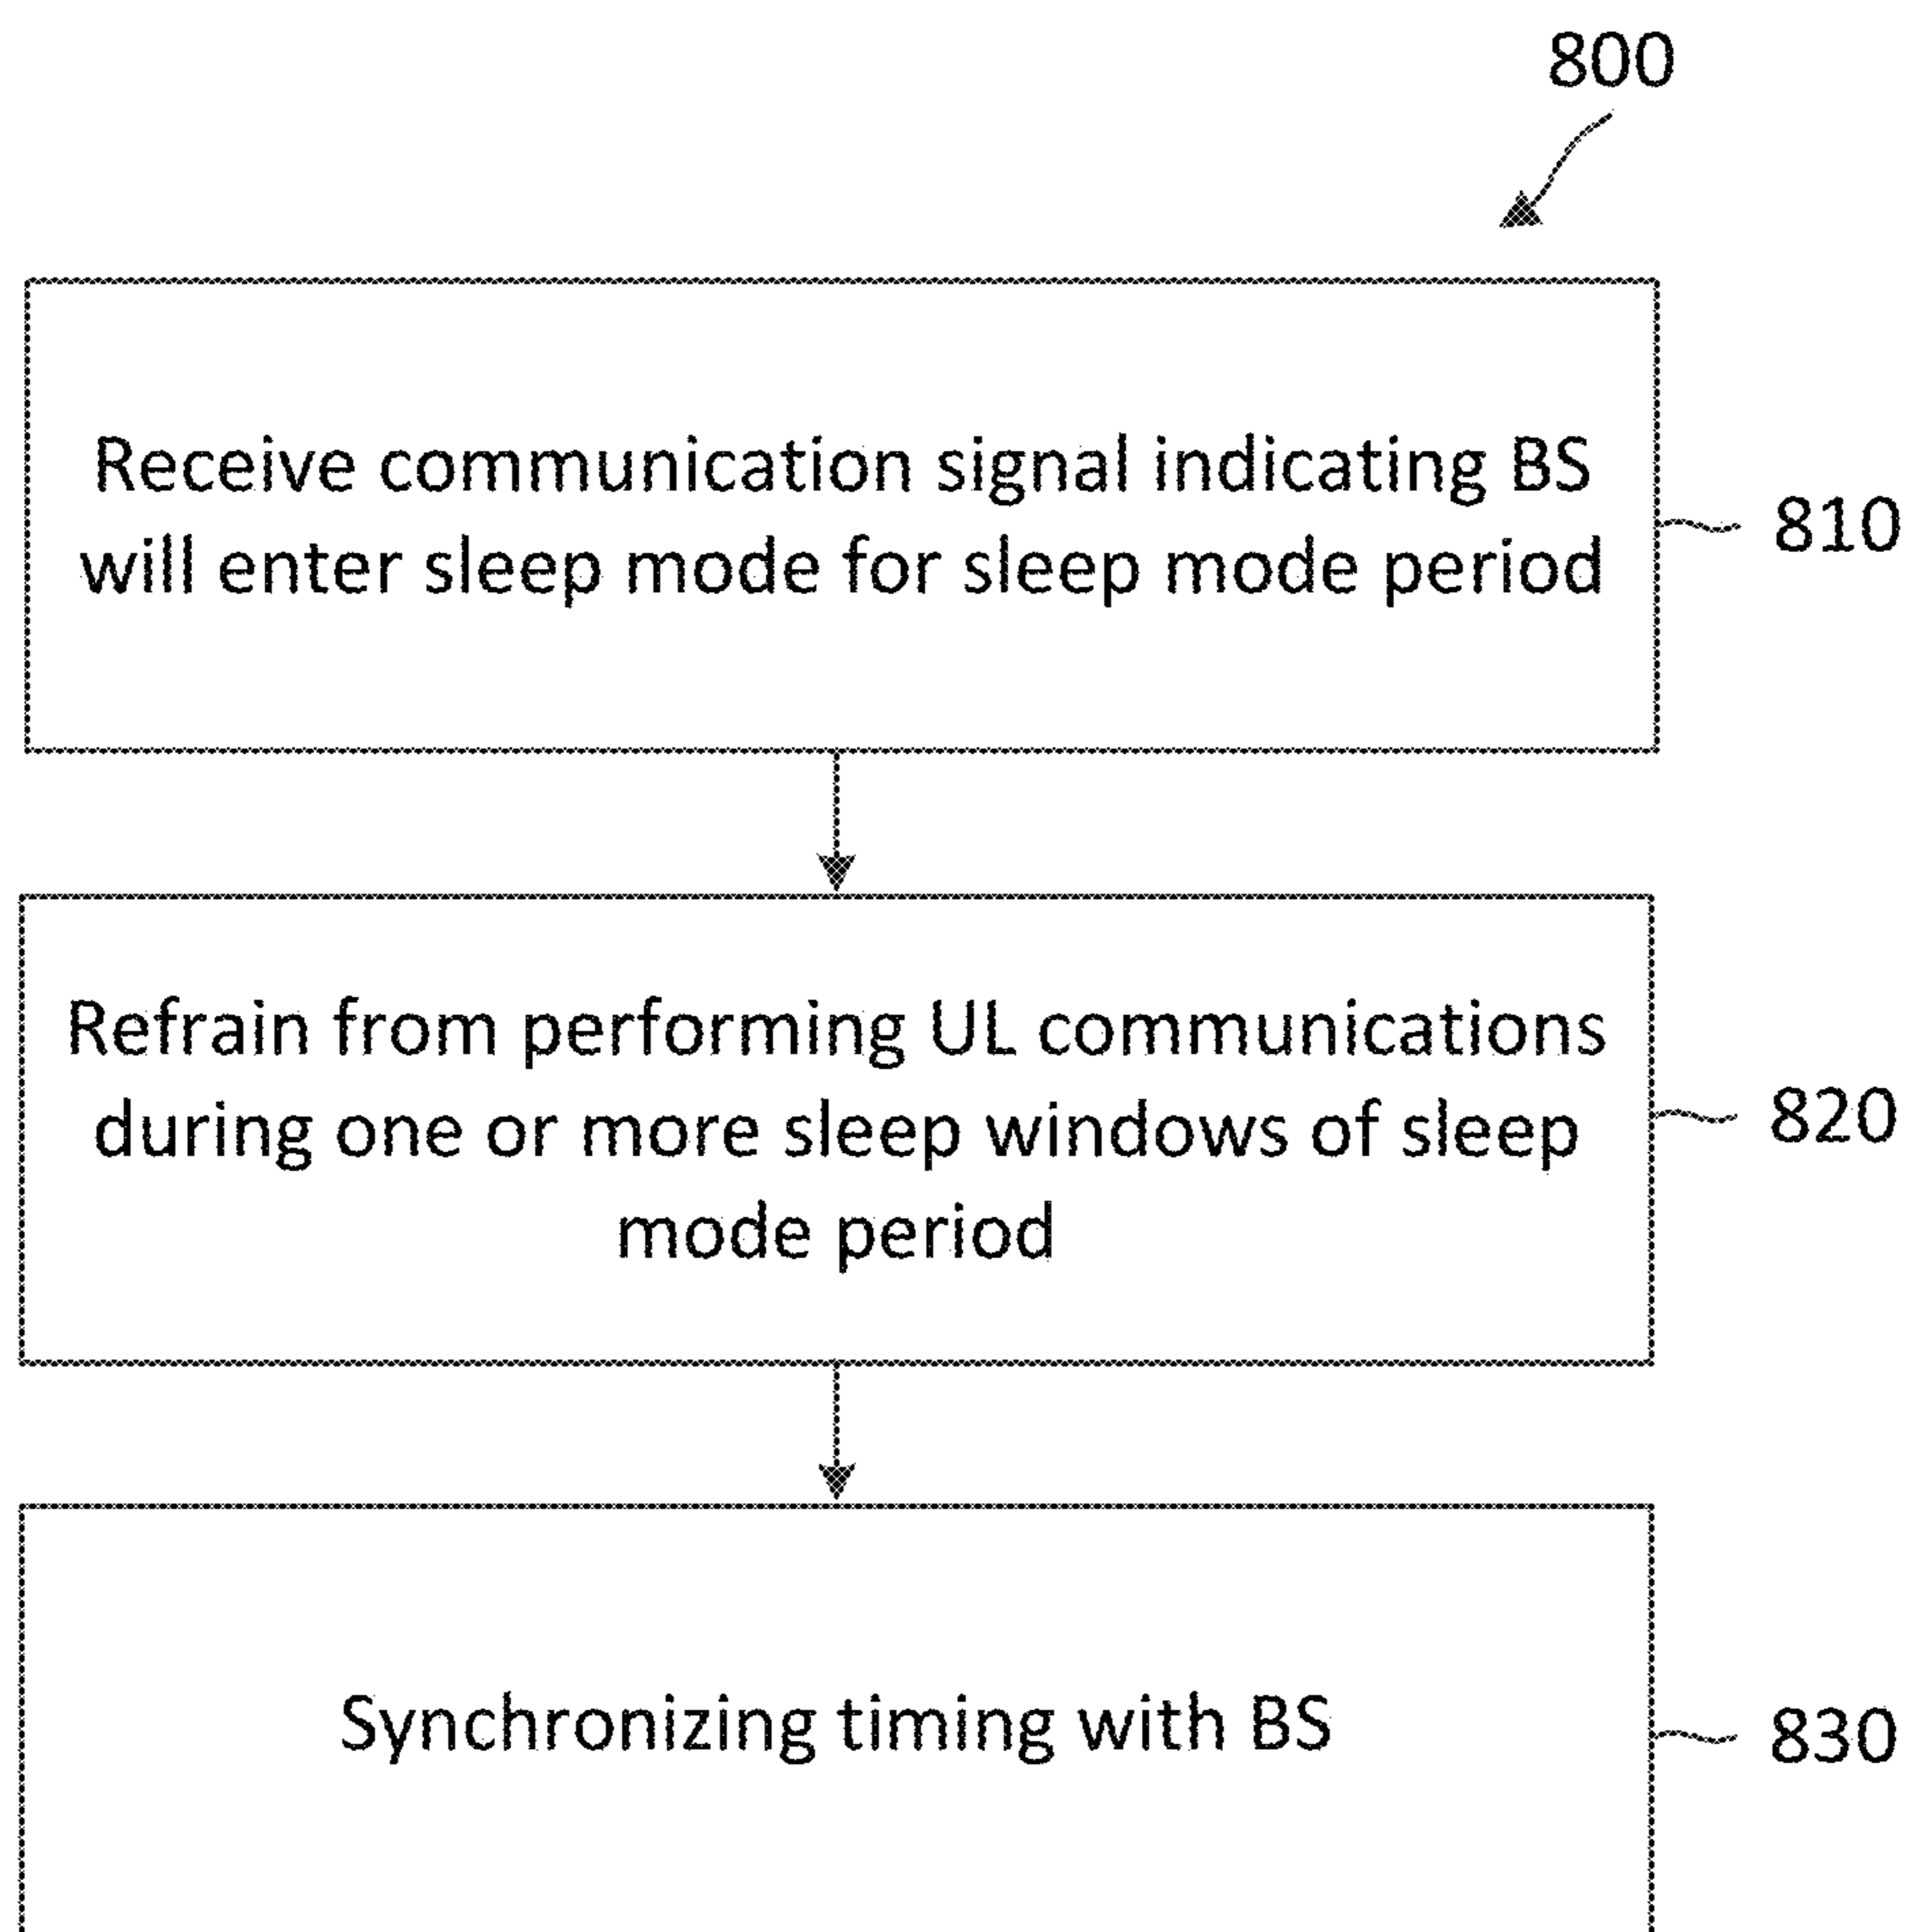 800
Receive communication signal indicating BS
will enter sleep mode for sleep mode period
810
Refrain from performing UL communications
during one or more sleep windows of sleep
mode period
820
Synchronizing timing with BS
830